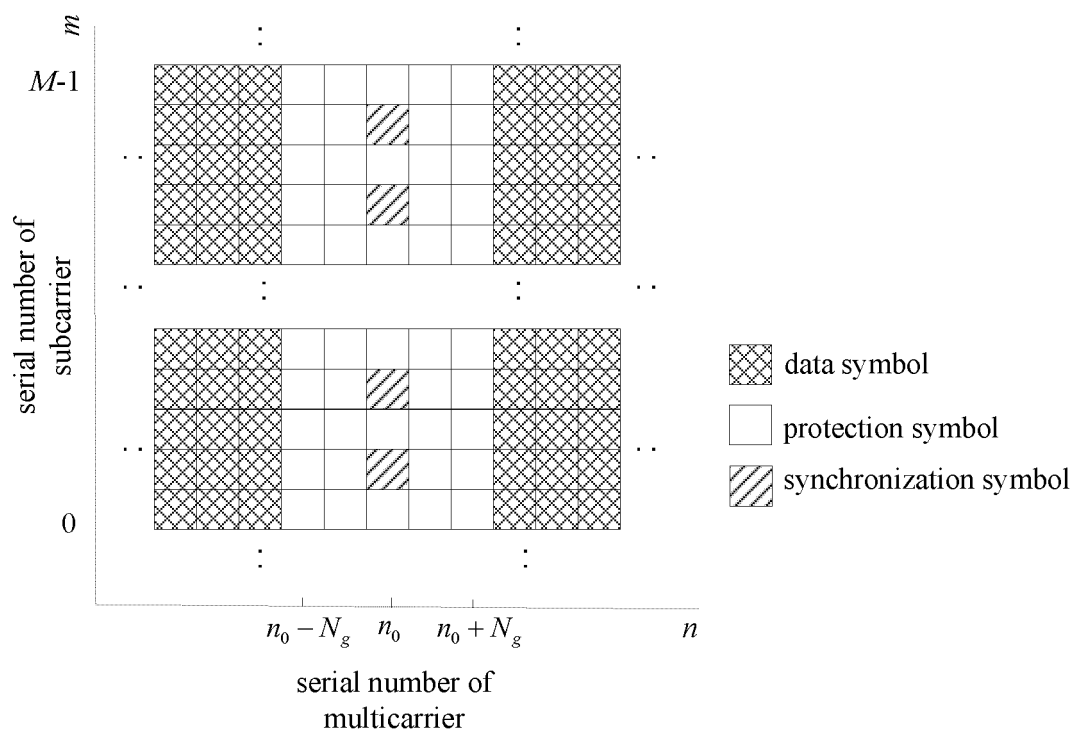 m
M-1
serial number of
subcarrier
0
n₀ − N_g
n₀
n₀ + N_g
n
serial number of
multicarrier
data symbol
protection symbol
synchronization symbol